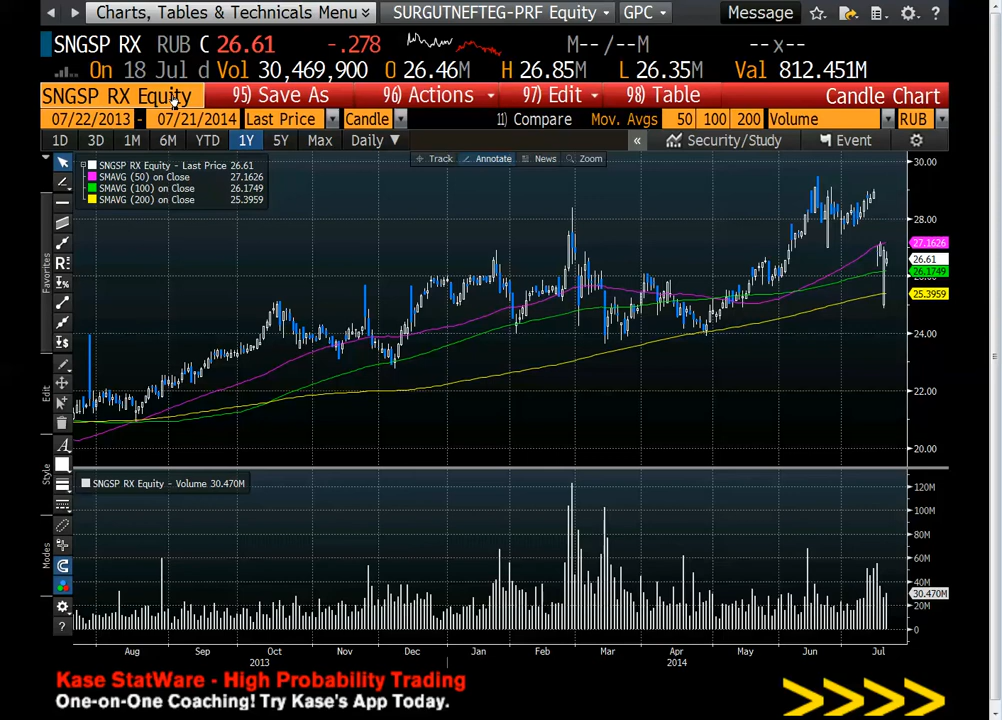 Charts, Tables & Technicals Menu SURGUTNEFTEG-PRF Equity GPC Message ?
SNGSP RX RUB C 26.61 -.278 M-- /--M --x--
On 18 Jul d Vol 30,469,900 O 26.46M H 26.85M L 26.35M Val 812.451M
SNGSP RX Equity 95) Save As 96) Actions 97) Edit 98) Table Candle Chart
07/22/2013 - 07/21/2014 Last Price Candle 11) Compare Mov. Avgs 50 100 200 Volume RUB
1D 3D 1M 6M YTD 1Y 5Y Max Daily ▼ « Security/Study Event
Track Annotate News Zoom
SNGSP RX Equity - Last Price 26.61
SMAVG (50) on Close 27.1626
SMAVG (100) on Close 26.1749
SMAVG (200) on Close 25.3959
30.00
28.00
27.1626
26.61
26.1749
25.3959
24.00
22.00
20.00
Favorites
Edit
Style
Modes
SNGSP RX Equity - Volume 30.470M
120M
100M
80M
60M
40M
30.470M
20M
0
Aug Sep Oct Nov Dec Jan Feb Mar Apr May Jun Jul
2013 2014
Kase StatWare - High Probability Trading
One-on-One Coaching! Try Kase's App Today.